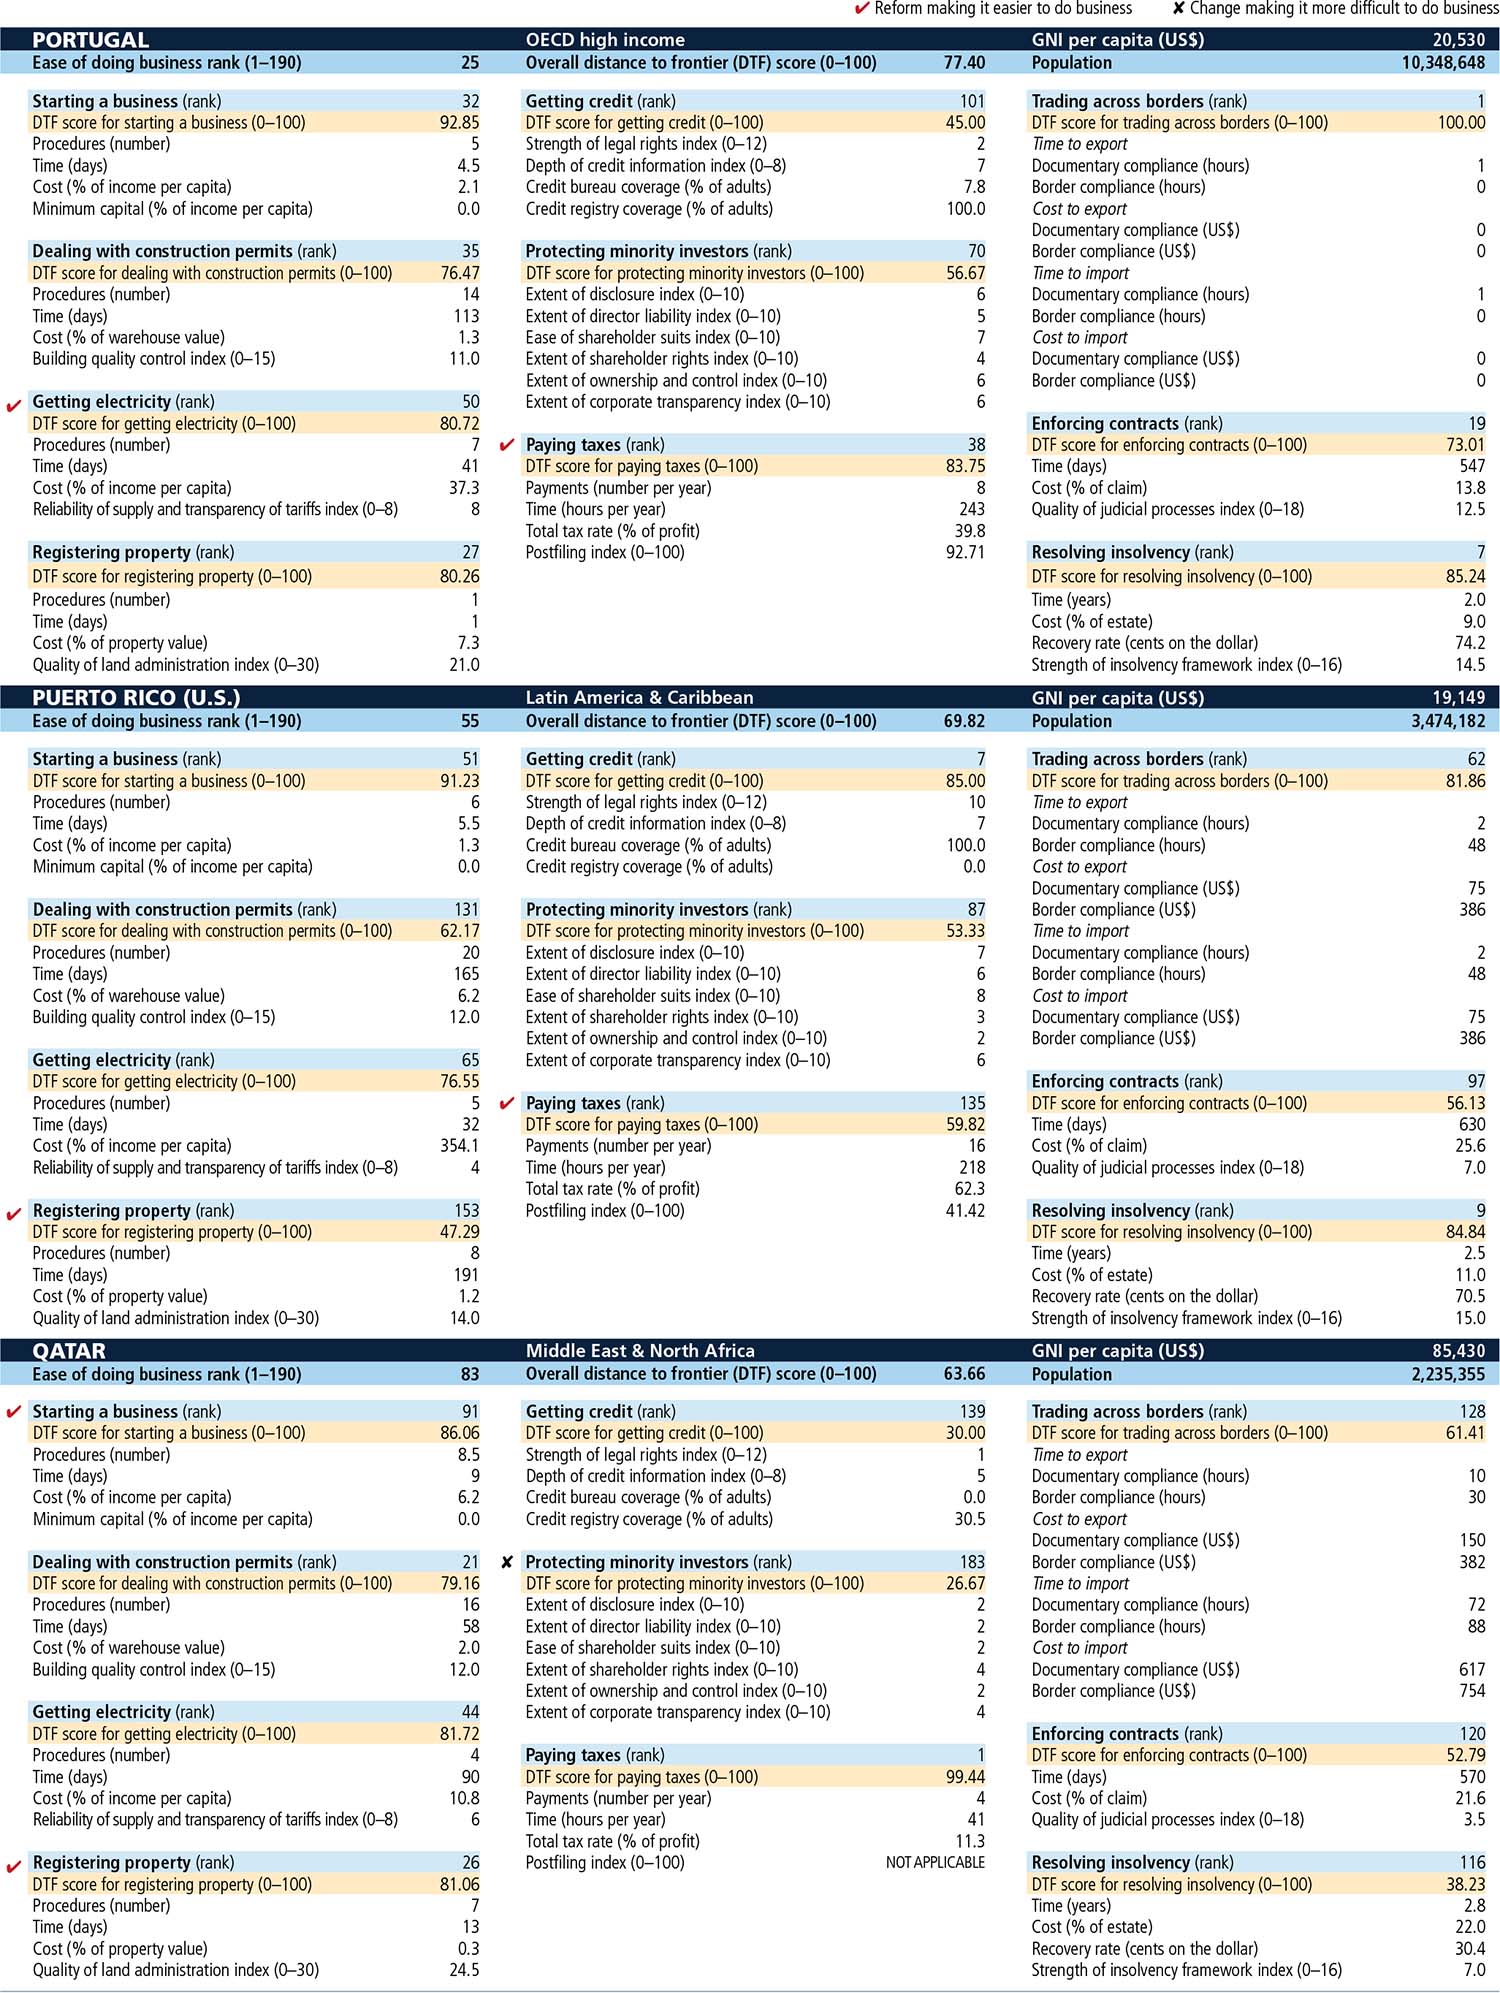 ✔ Reform making it easier to do business ✘ Change making it more difficult to do business
PORTUGAL OECD high income GNI per capita (US$) 20,530
Ease of doing business rank (1–190) 25 Overall distance to frontier (DTF) score (0–100) 77.40 Population 10,348,648
Starting a business (rank) 32
DTF score for starting a business (0–100) 92.85
Procedures (number) 5
Time (days) 4.5
Cost (% of income per capita) 2.1
Minimum capital (% of income per capita) 0.0
Dealing with construction permits (rank) 35
DTF score for dealing with construction permits (0–100) 76.47
Procedures (number) 14
Time (days) 113
Cost (% of warehouse value) 1.3
Building quality control index (0–15) 11.0
✔ Getting electricity (rank) 50
DTF score for getting electricity (0–100) 80.72
Procedures (number) 7
Time (days) 41
Cost (% of income per capita) 37.3
Reliability of supply and transparency of tariffs index (0–8) 8
Registering property (rank) 27
DTF score for registering property (0–100) 80.26
Procedures (number) 1
Time (days) 1
Cost (% of property value) 7.3
Quality of land administration index (0–30) 21.0
Getting credit (rank) 101
DTF score for getting credit (0–100) 45.00
Strength of legal rights index (0–12) 2
Depth of credit information index (0–8) 7
Credit bureau coverage (% of adults) 7.8
Credit registry coverage (% of adults) 100.0
Protecting minority investors (rank) 70
DTF score for protecting minority investors (0–100) 56.67
Extent of disclosure index (0–10) 6
Extent of director liability index (0–10) 5
Ease of shareholder suits index (0–10) 7
Extent of shareholder rights index (0–10) 4
Extent of ownership and control index (0–10) 6
Extent of corporate transparency index (0–10) 6
✔ Paying taxes (rank) 38
DTF score for paying taxes (0–100) 83.75
Payments (number per year) 8
Time (hours per year) 243
Total tax rate (% of profit) 39.8
Postfiling index (0–100) 92.71
Trading across borders (rank) 1
DTF score for trading across borders (0–100) 100.00
Time to export
Documentary compliance (hours) 1
Border compliance (hours) 0
Cost to export
Documentary compliance (US$) 0
Border compliance (US$) 0
Time to import
Documentary compliance (hours) 1
Border compliance (hours) 0
Cost to import
Documentary compliance (US$) 0
Border compliance (US$) 0
Enforcing contracts (rank) 19
DTF score for enforcing contracts (0–100) 73.01
Time (days) 547
Cost (% of claim) 13.8
Quality of judicial processes index (0–18) 12.5
Resolving insolvency (rank) 7
DTF score for resolving insolvency (0–100) 85.24
Time (years) 2.0
Cost (% of estate) 9.0
Recovery rate (cents on the dollar) 74.2
Strength of insolvency framework index (0–16) 14.5
PUERTO RICO (U.S.) Latin America & Caribbean GNI per capita (US$) 19,149
Ease of doing business rank (1–190) 55 Overall distance to frontier (DTF) score (0–100) 69.82 Population 3,474,182
Starting a business (rank) 51
DTF score for starting a business (0–100) 91.23
Procedures (number) 6
Time (days) 5.5
Cost (% of income per capita) 1.3
Minimum capital (% of income per capita) 0.0
Dealing with construction permits (rank) 131
DTF score for dealing with construction permits (0–100) 62.17
Procedures (number) 20
Time (days) 165
Cost (% of warehouse value) 6.2
Building quality control index (0–15) 12.0
Getting electricity (rank) 65
DTF score for getting electricity (0–100) 76.55
Procedures (number) 5
Time (days) 32
Cost (% of income per capita) 354.1
Reliability of supply and transparency of tariffs index (0–8) 4
✔ Registering property (rank) 153
DTF score for registering property (0–100) 47.29
Procedures (number) 8
Time (days) 191
Cost (% of property value) 1.2
Quality of land administration index (0–30) 14.0
Getting credit (rank) 7
DTF score for getting credit (0–100) 85.00
Strength of legal rights index (0–12) 10
Depth of credit information index (0–8) 7
Credit bureau coverage (% of adults) 100.0
Credit registry coverage (% of adults) 0.0
Protecting minority investors (rank) 87
DTF score for protecting minority investors (0–100) 53.33
Extent of disclosure index (0–10) 7
Extent of director liability index (0–10) 6
Ease of shareholder suits index (0–10) 8
Extent of shareholder rights index (0–10) 3
Extent of ownership and control index (0–10) 2
Extent of corporate transparency index (0–10) 6
✔ Paying taxes (rank) 135
DTF score for paying taxes (0–100) 59.82
Payments (number per year) 16
Time (hours per year) 218
Total tax rate (% of profit) 62.3
Postfiling index (0–100) 41.42
Trading across borders (rank) 62
DTF score for trading across borders (0–100) 81.86
Time to export
Documentary compliance (hours) 2
Border compliance (hours) 48
Cost to export
Documentary compliance (US$) 75
Border compliance (US$) 386
Time to import
Documentary compliance (hours) 2
Border compliance (hours) 48
Cost to import
Documentary compliance (US$) 75
Border compliance (US$) 386
Enforcing contracts (rank) 97
DTF score for enforcing contracts (0–100) 56.13
Time (days) 630
Cost (% of claim) 25.6
Quality of judicial processes index (0–18) 7.0
Resolving insolvency (rank) 9
DTF score for resolving insolvency (0–100) 84.84
Time (years) 2.5
Cost (% of estate) 11.0
Recovery rate (cents on the dollar) 70.5
Strength of insolvency framework index (0–16) 15.0
QATAR Middle East & North Africa GNI per capita (US$) 85,430
Ease of doing business rank (1–190) 83 Overall distance to frontier (DTF) score (0–100) 63.66 Population 2,235,355
✔ Starting a business (rank) 91
DTF score for starting a business (0–100) 86.06
Procedures (number) 8.5
Time (days) 9
Cost (% of income per capita) 6.2
Minimum capital (% of income per capita) 0.0
Dealing with construction permits (rank) 21
DTF score for dealing with construction permits (0–100) 79.16
Procedures (number) 16
Time (days) 58
Cost (% of warehouse value) 2.0
Building quality control index (0–15) 12.0
Getting electricity (rank) 44
DTF score for getting electricity (0–100) 81.72
Procedures (number) 4
Time (days) 90
Cost (% of income per capita) 10.8
Reliability of supply and transparency of tariffs index (0–8) 6
✔ Registering property (rank) 26
DTF score for registering property (0–100) 81.06
Procedures (number) 7
Time (days) 13
Cost (% of property value) 0.3
Quality of land administration index (0–30) 24.5
Getting credit (rank) 139
DTF score for getting credit (0–100) 30.00
Strength of legal rights index (0–12) 1
Depth of credit information index (0–8) 5
Credit bureau coverage (% of adults) 0.0
Credit registry coverage (% of adults) 30.5
✘ Protecting minority investors (rank) 183
DTF score for protecting minority investors (0–100) 26.67
Extent of disclosure index (0–10) 2
Extent of director liability index (0–10) 2
Ease of shareholder suits index (0–10) 2
Extent of shareholder rights index (0–10) 4
Extent of ownership and control index (0–10) 2
Extent of corporate transparency index (0–10) 4
Paying taxes (rank) 1
DTF score for paying taxes (0–100) 99.44
Payments (number per year) 4
Time (hours per year) 41
Total tax rate (% of profit) 11.3
Postfiling index (0–100) NOT APPLICABLE
Trading across borders (rank) 128
DTF score for trading across borders (0–100) 61.41
Time to export
Documentary compliance (hours) 10
Border compliance (hours) 30
Cost to export
Documentary compliance (US$) 150
Border compliance (US$) 382
Time to import
Documentary compliance (hours) 72
Border compliance (hours) 88
Cost to import
Documentary compliance (US$) 617
Border compliance (US$) 754
Enforcing contracts (rank) 120
DTF score for enforcing contracts (0–100) 52.79
Time (days) 570
Cost (% of claim) 21.6
Quality of judicial processes index (0–18) 3.5
Resolving insolvency (rank) 116
DTF score for resolving insolvency (0–100) 38.23
Time (years) 2.8
Cost (% of estate) 22.0
Recovery rate (cents on the dollar) 30.4
Strength of insolvency framework index (0–16) 7.0